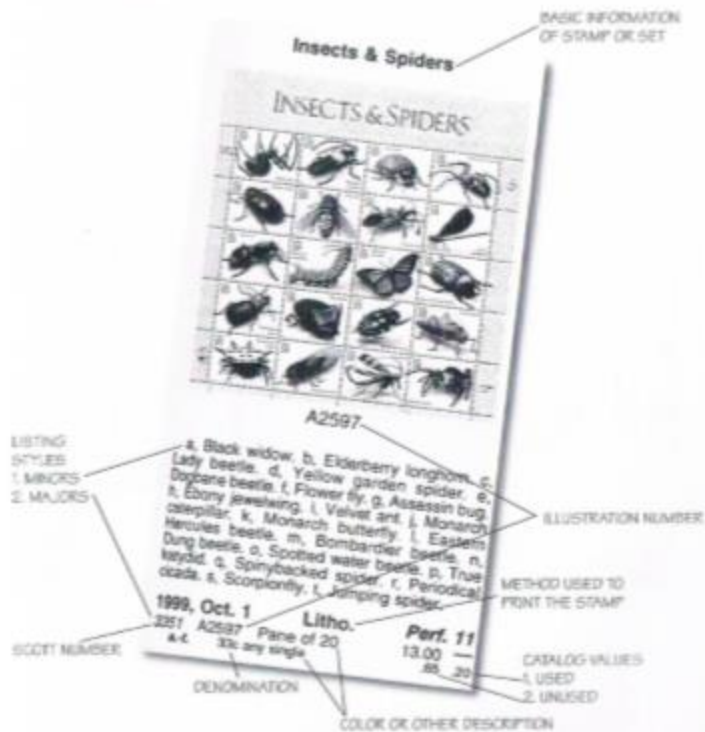 BASIC INFORMATION
OF STAMP OR SET
Insects & Spiders
INSECTS & SPIDERS
A2597
LISTING
STYLES
1. MINORS
2. MAJORS
a, Black widow. b, Elderberry longhorn. c,
Lady beetle. d, Yellow garden spider. e,
Dogbane beetle. f, Flower fly. g, Assassin bug.
h, Ebony jewelwing. i, Velvet ant. j, Monarch
caterpillar. k, Monarch butterfly. l, Eastern
Hercules beetle. m, Bombardier beetle. n,
Dung beetle. o, Spotted water beetle. p, True
katydid. q, Spinybacked spider. r, Periodical
cicada. s, Scorpionfly. t, Jumping spider.
ILLUSTRATION NUMBER
METHOD USED TO
PRINT THE STAMP
1999, Oct. 1 Litho. Perf. 11
3351 A2597 Pane of 20 13.00 —
a.-t. 33c any single .65 .20
SCOTT NUMBER
CATALOG VALUES
1. USED
2. UNUSED
DENOMINATION
COLOR OR OTHER DESCRIPTION